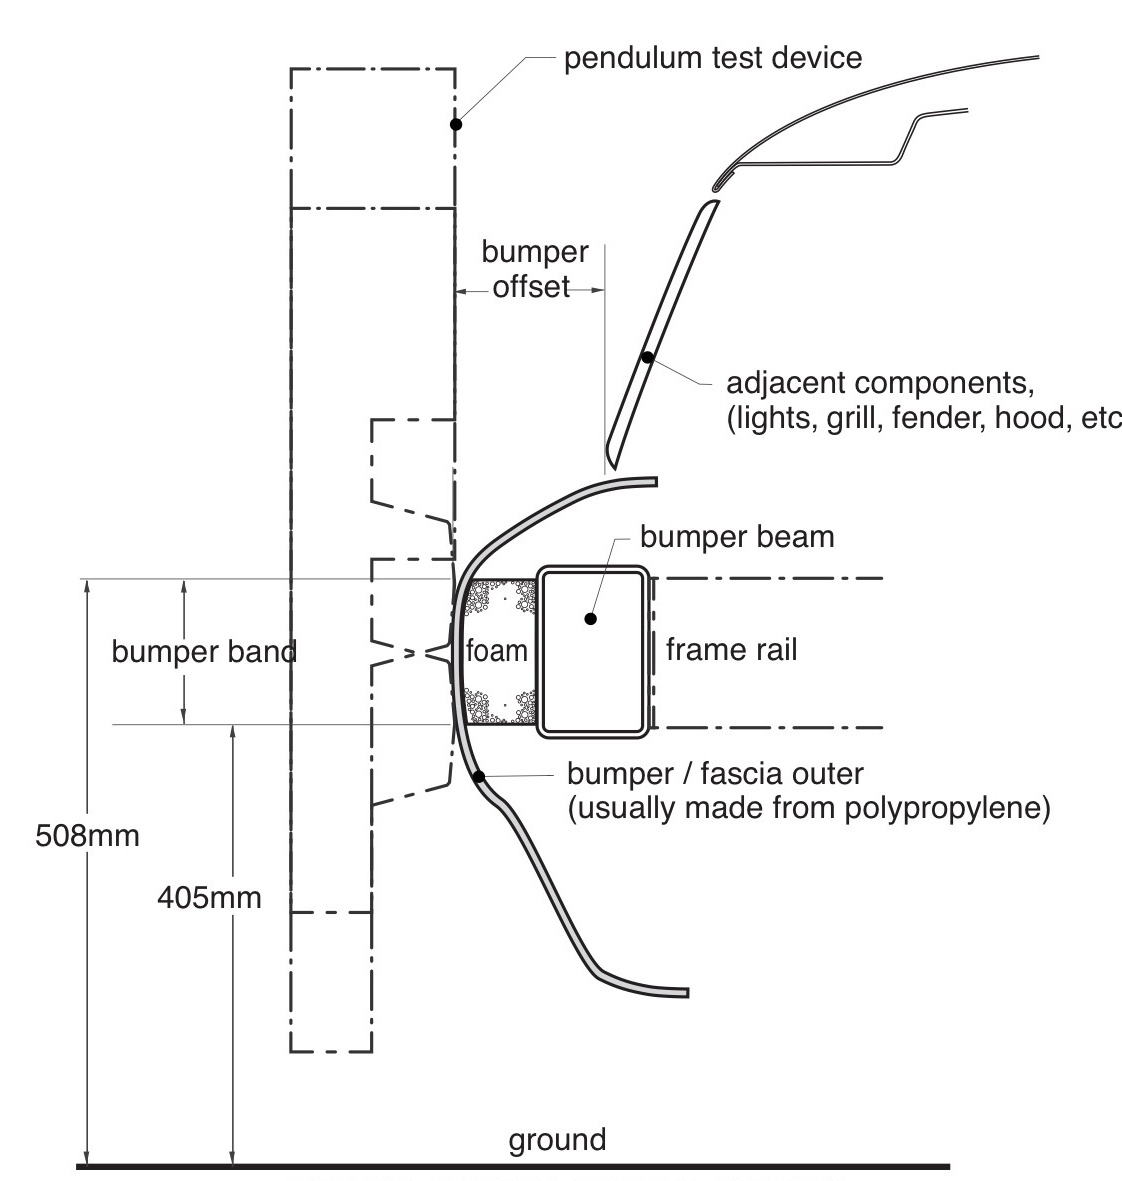 pendulum test device
bumper
offset
adjacent components,
(lights, grill, fender, hood, etc
bumper beam
bumper band
foam
frame rail
bumper / fascia outer
(usually made from polypropylene)
508mm
405mm
ground